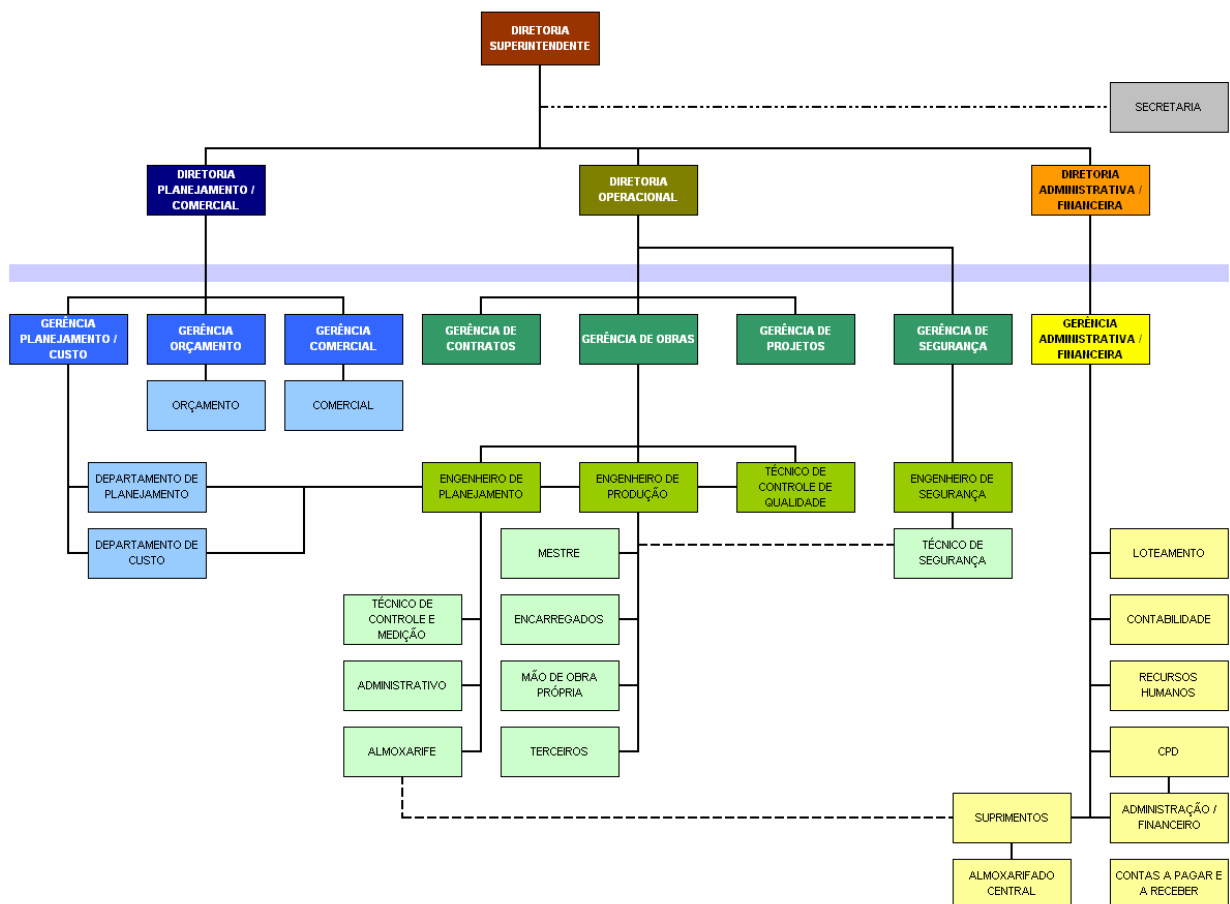 DIRETORIA
SUPERINTENDENTE
SECRETARIA
DIRETORIA
PLANEJAMENTO /
COMERCIAL
DIRETORIA
OPERACIONAL
DIRETORIA
ADMINISTRATIVA /
FINANCEIRA
GERÊNCIA
PLANEJAMENTO /
CUSTO
GERÊNCIA
ORÇAMENTO
GERÊNCIA
COMERCIAL
GERÊNCIA DE
CONTRATOS
GERÊNCIA DE OBRAS
GERÊNCIA DE
PROJETOS
GERÊNCIA DE
SEGURANÇA
GERÊNCIA
ADMINISTRATIVA /
FINANCEIRA
ORÇAMENTO
COMERCIAL
DEPARTAMENTO DE
PLANEJAMENTO
ENGENHEIRO DE
PLANEJAMENTO
ENGENHEIRO DE
PRODUÇÃO
TÉCNICO DE
CONTROLE DE
QUALIDADE
ENGENHEIRO DE
SEGURANÇA
DEPARTAMENTO DE
CUSTO
MESTRE
TÉCNICO DE
SEGURANÇA
LOTEAMENTO
TÉCNICO DE
CONTROLE E
MEDIÇÃO
ENCARREGADOS
CONTABILIDADE
ADMINISTRATIVO
MÃO DE OBRA
PRÓPRIA
RECURSOS
HUMANOS
ALMOXARIFE
TERCEIROS
CPD
SUPRIMENTOS
ADMINISTRAÇÃO /
FINANCEIRO
ALMOXARIFADO
CENTRAL
CONTAS A PAGAR E
A RECEBER